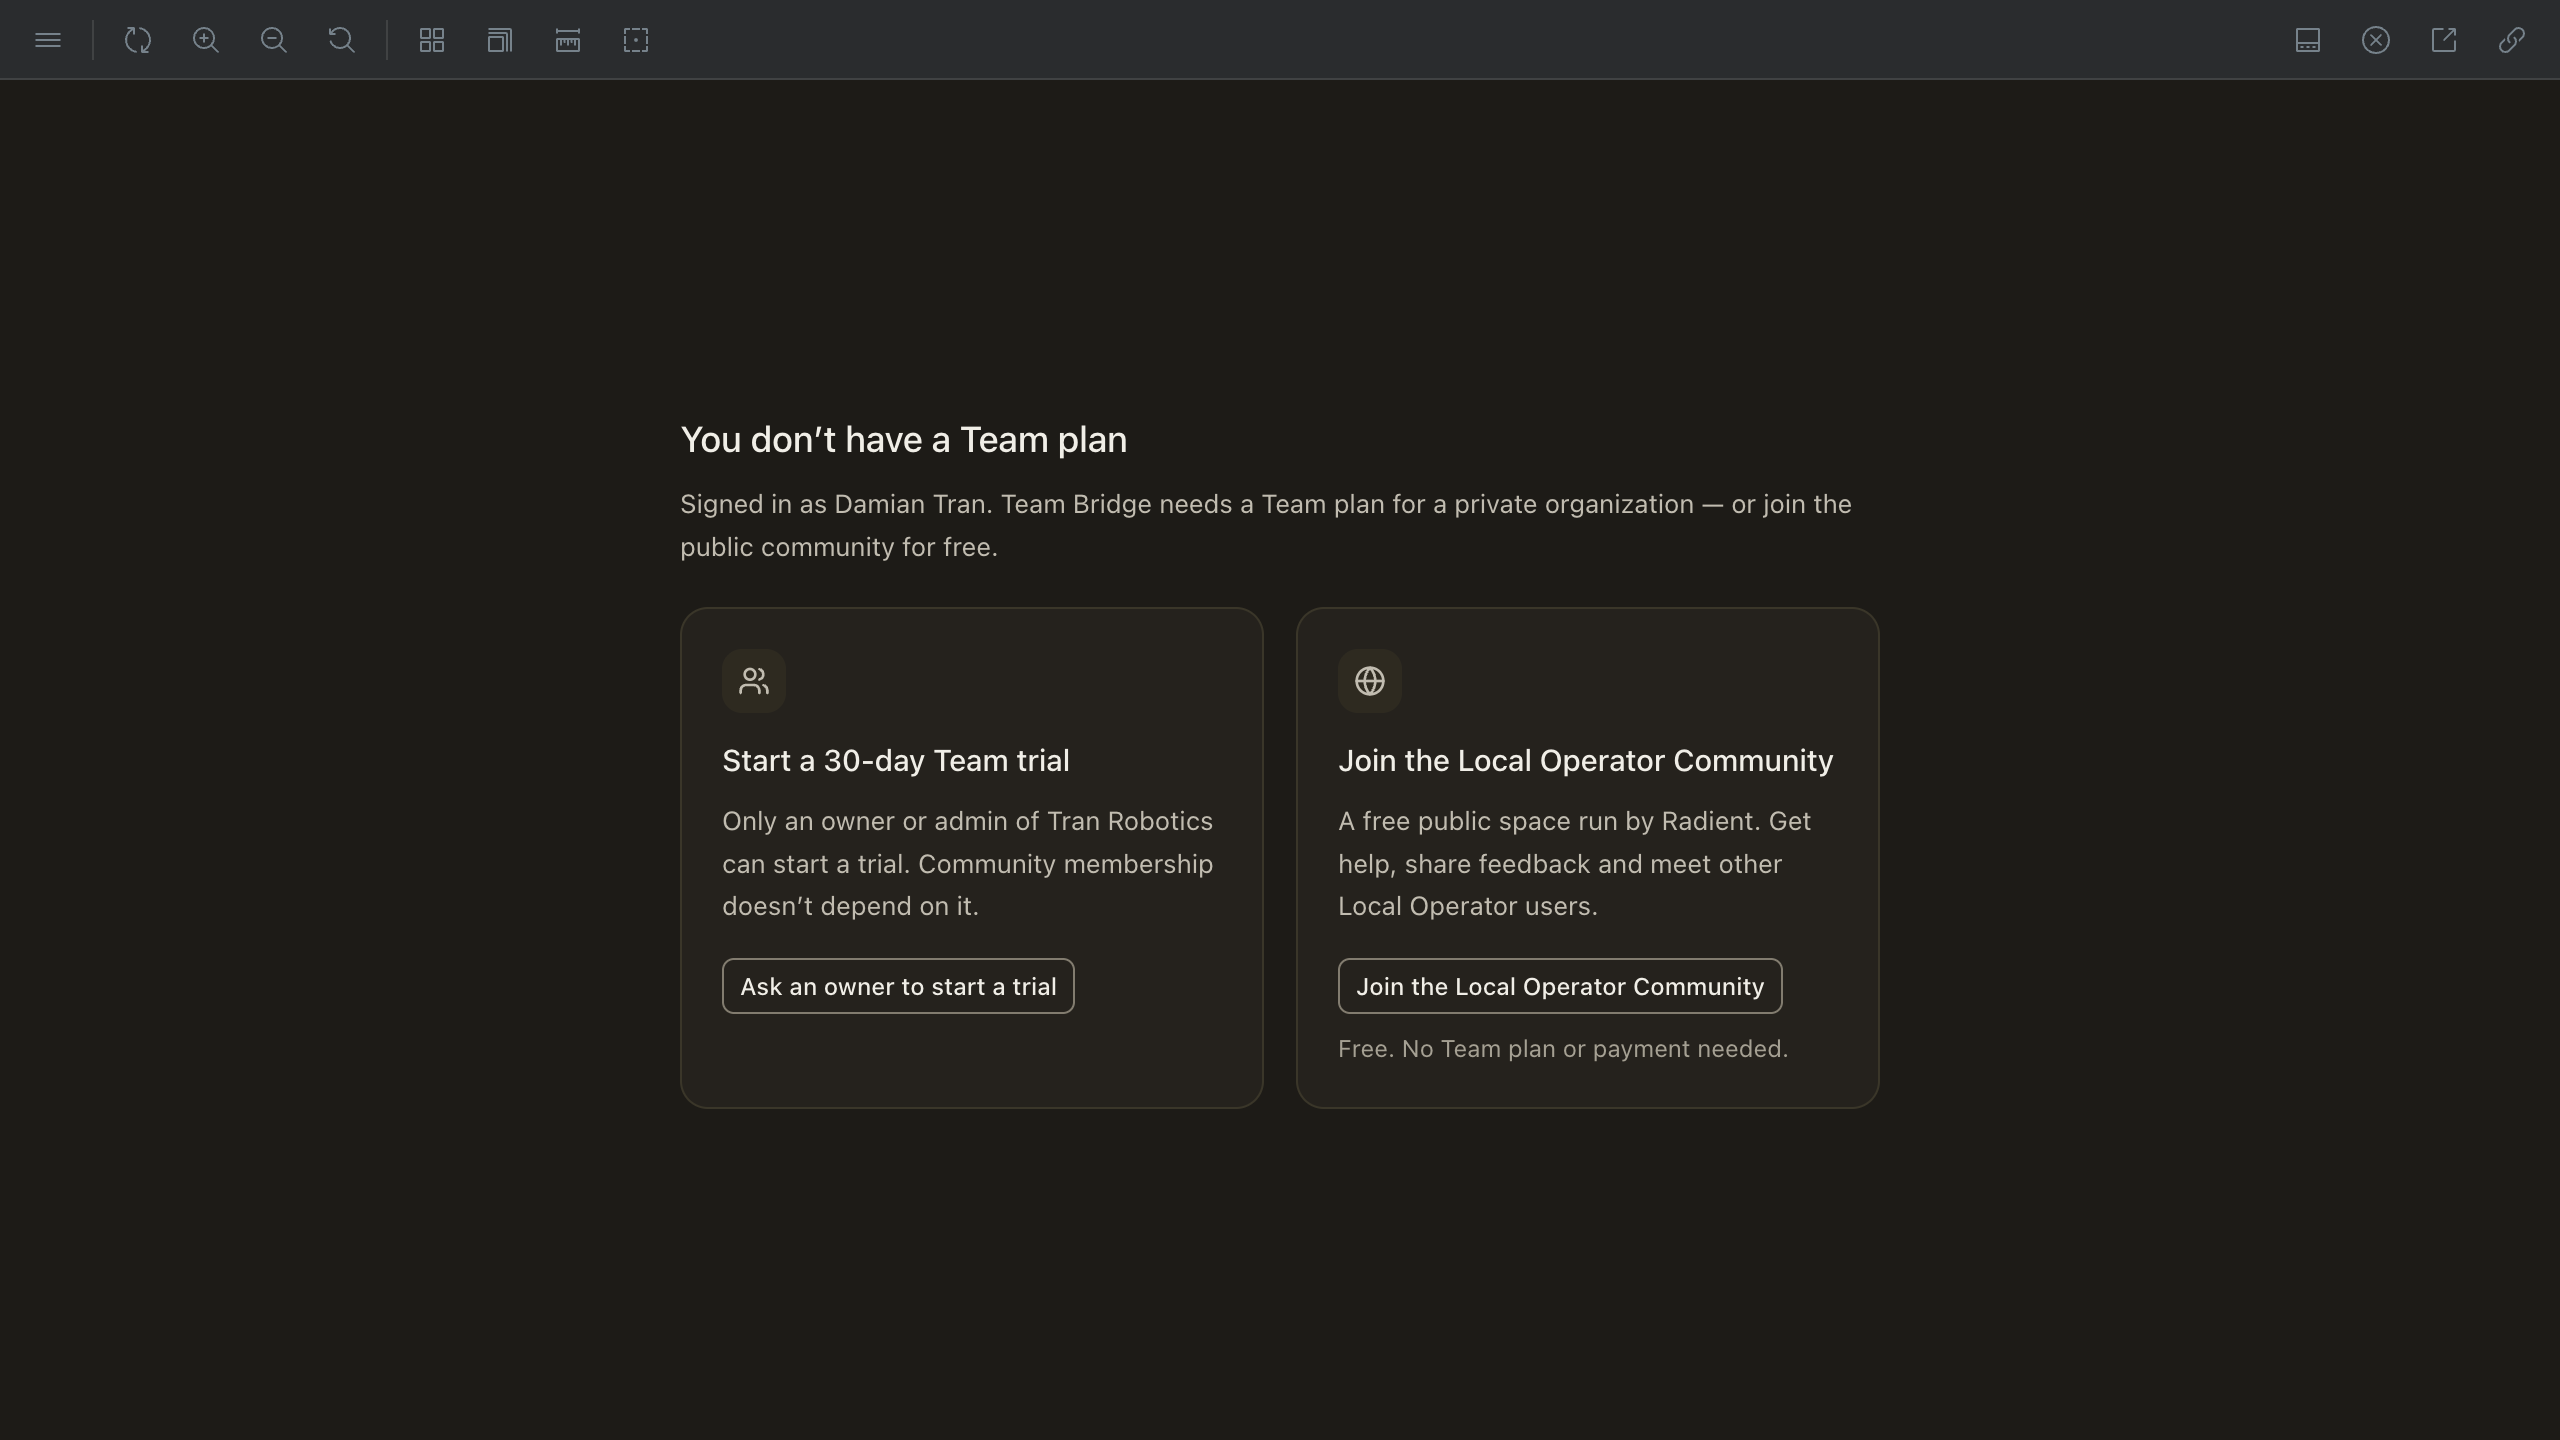 You don’t have a Team plan
Signed in as Damian Tran. Team Bridge needs a Team plan for a private organization — or join the
public community for free.
Start a 30-day Team trial
Only an owner or admin of Tran Robotics
can start a trial. Community membership
doesn’t depend on it.
Ask an owner to start a trial
Join the Local Operator Community
A free public space run by Radient. Get
help, share feedback and meet other
Local Operator users.
Join the Local Operator Community
Free. No Team plan or payment needed.